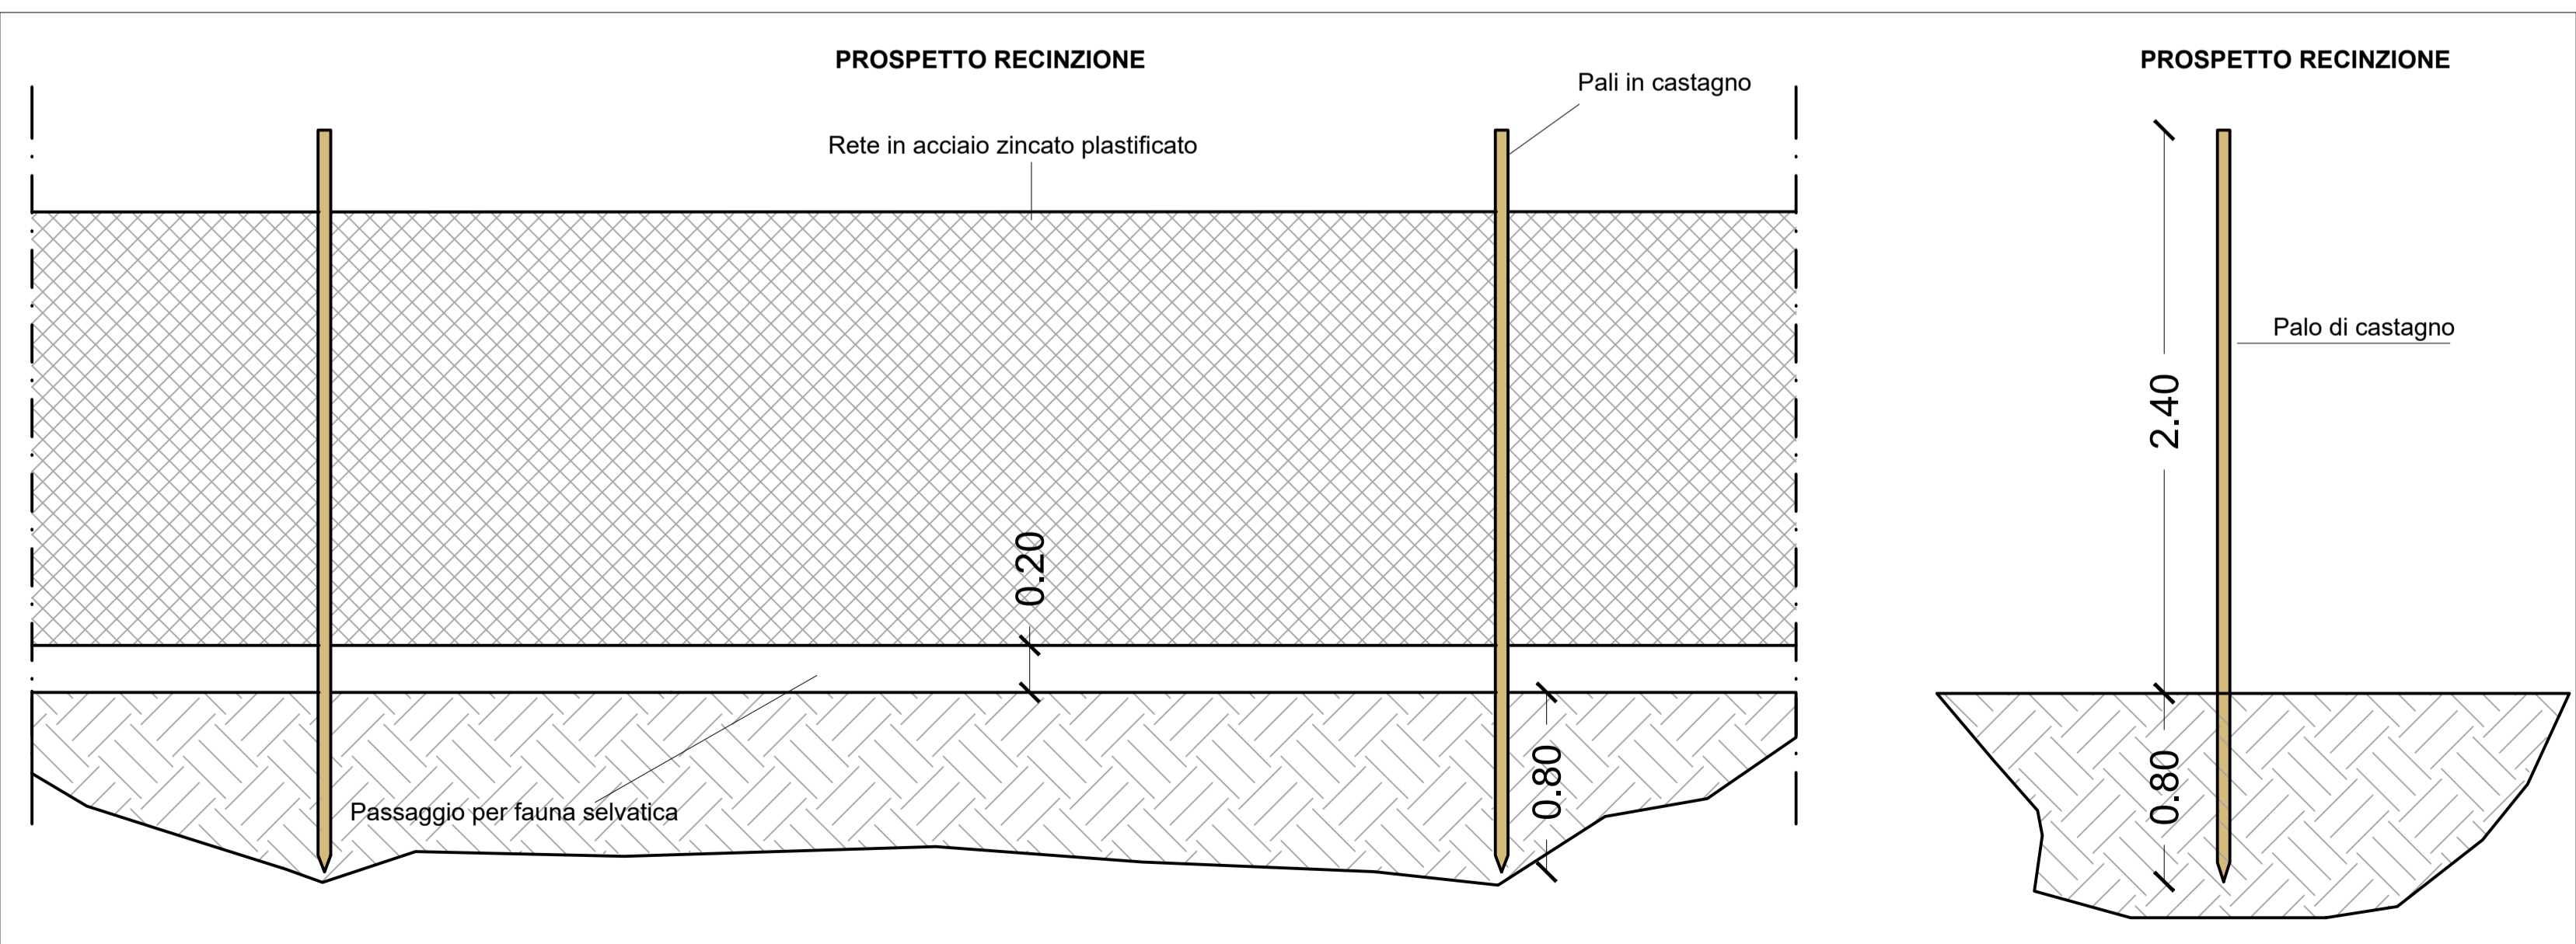 PROSPETTO RECINZIONE
Pali in castagno
Rete in acciaio zincato plastificato
0.20
0.80
Passaggio per fauna selvatica
PROSPETTO RECINZIONE
Palo di castagno
2.40
0.80